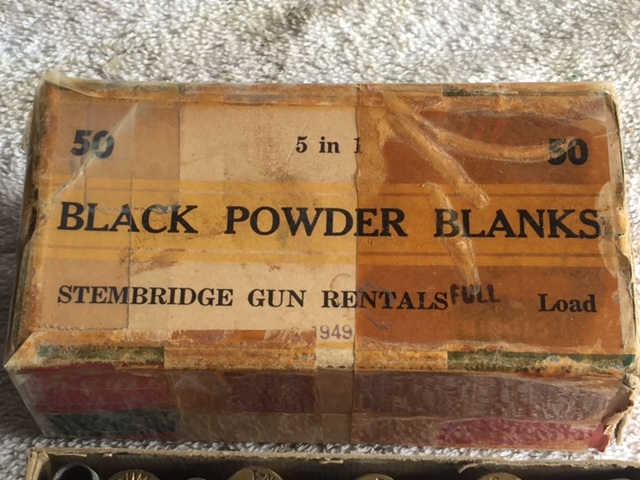 50 5 in 1 50
BLACK POWDER BLANKS
STEMBRIDGE GUN RENTALS FULL Load
1949